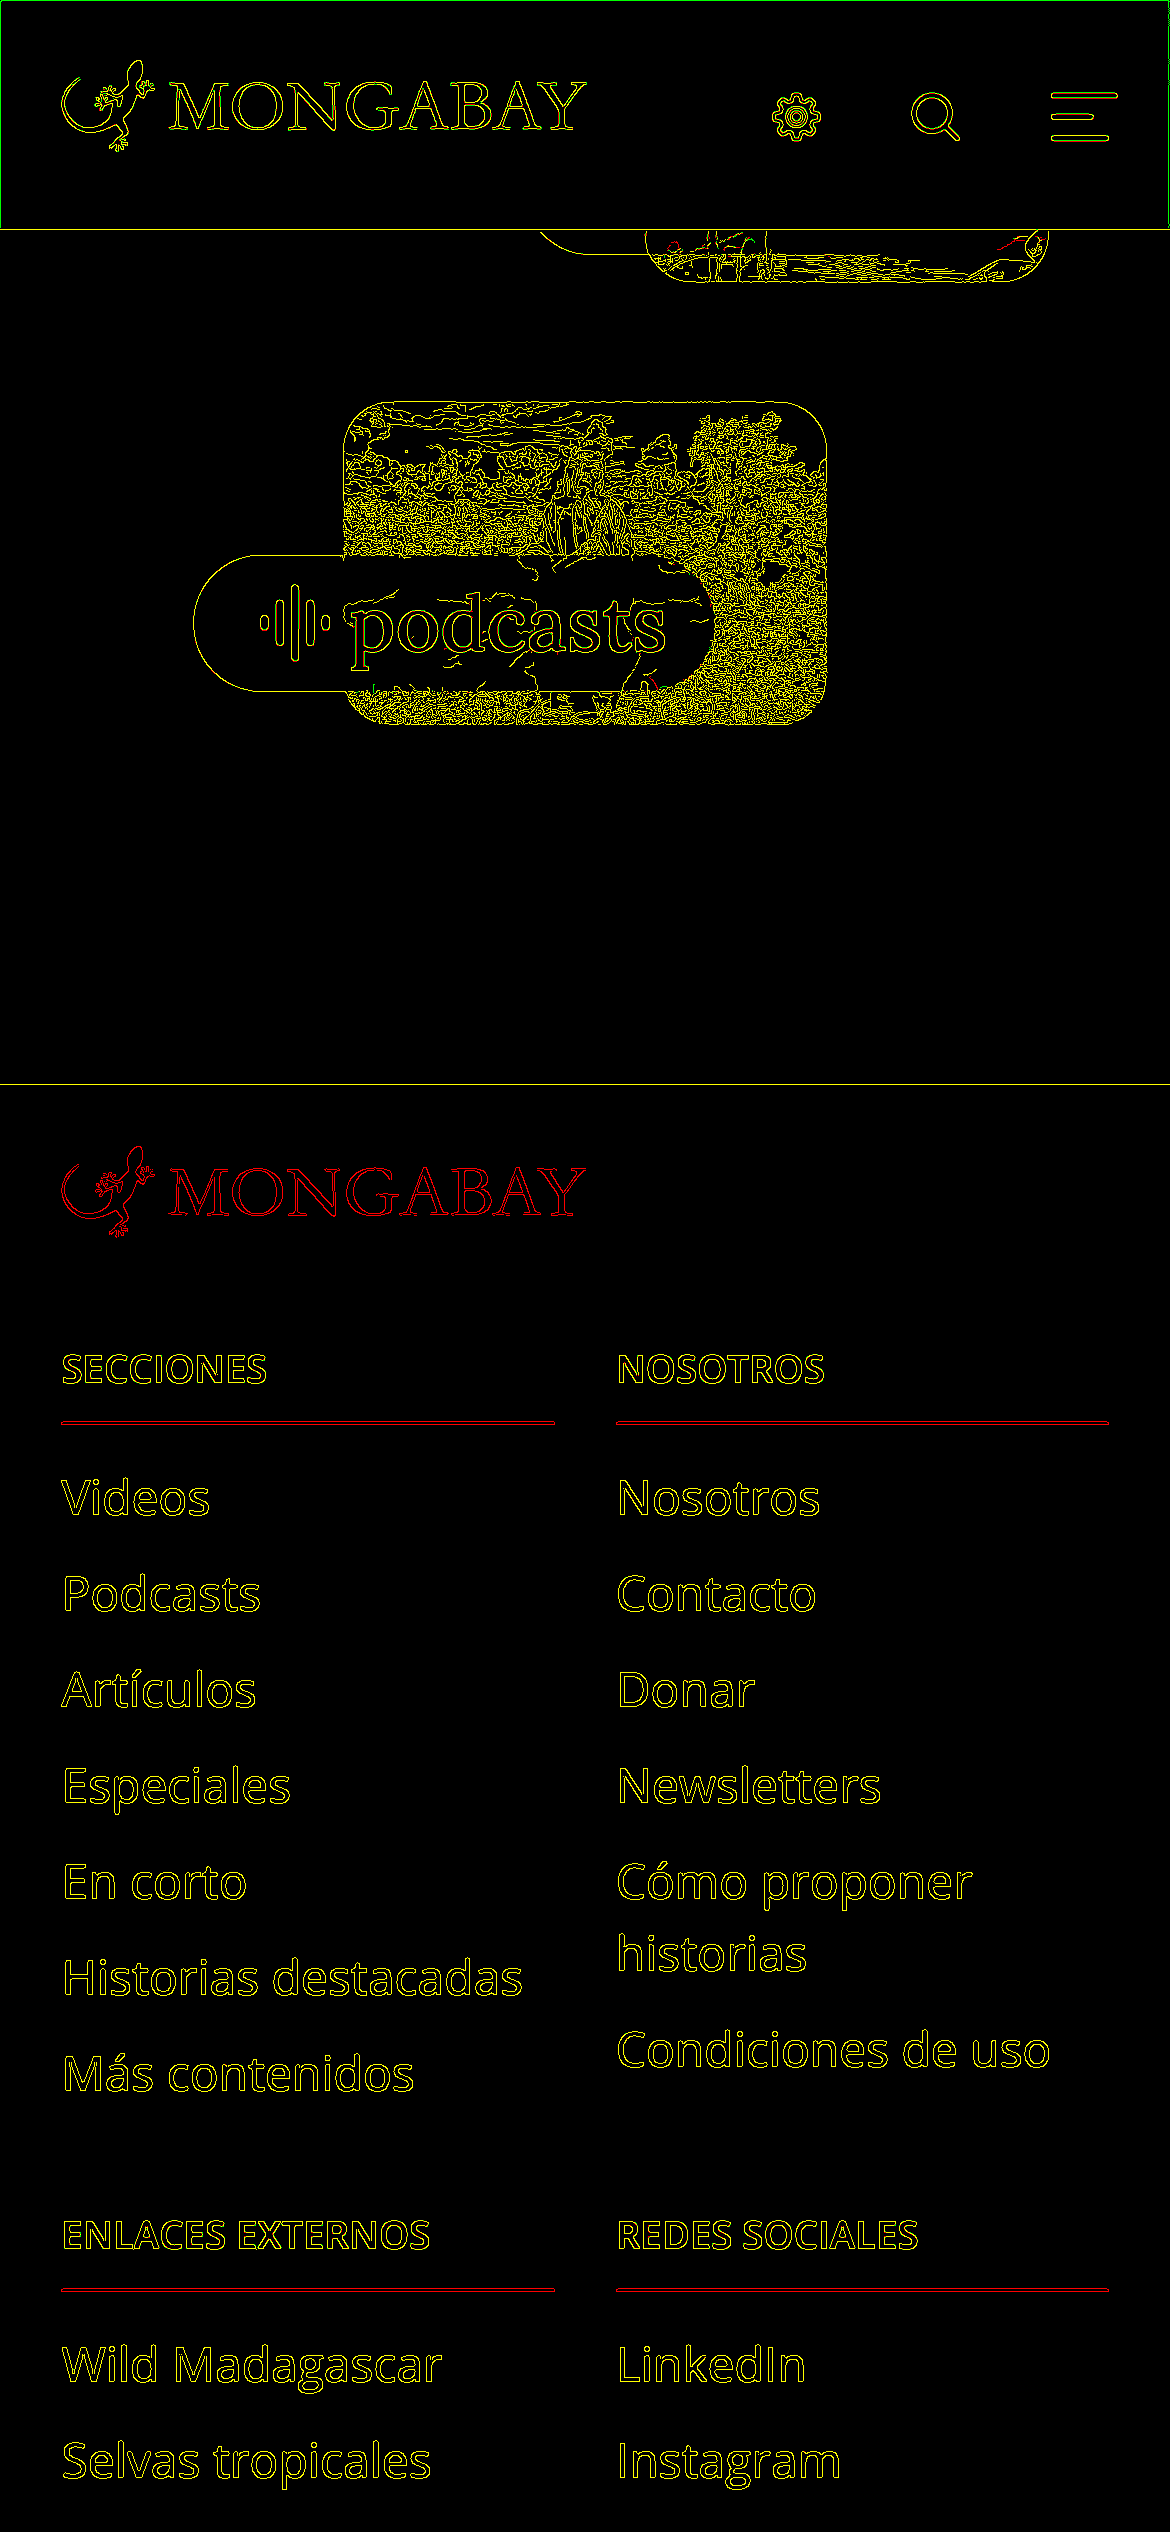 MONGABAY
podcasts
MONGABAY
SECCIONES
Videos
Podcasts
Artículos
Especiales
En corto
Historias destacadas
Más contenidos
NOSOTROS
Nosotros
Contacto
Donar
Newsletters
Cómo proponer
historias
Condiciones de uso
ENLACES EXTERNOS
Wild Madagascar
Selvas tropicales
REDES SOCIALES
LinkedIn
Instagram